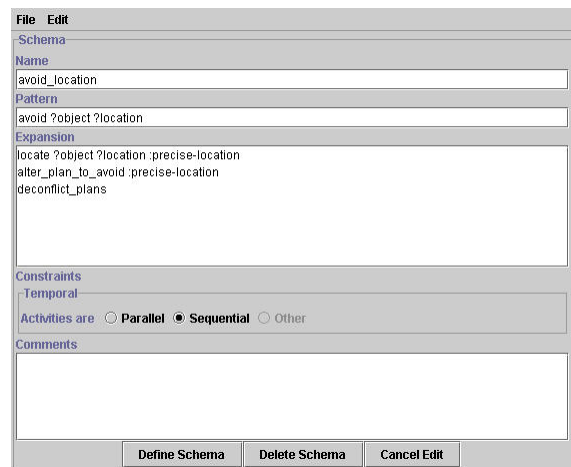 File Edit
Schema
Name
avoid_location
Pattern
avoid ?object ?location
Expansion
locate ?object ?location :precise-location
alter_plan_to_avoid :precise-location
deconflict_plans
Constraints
Temporal
Activities are Parallel Sequential Other
Comments
Define Schema Delete Schema Cancel Edit